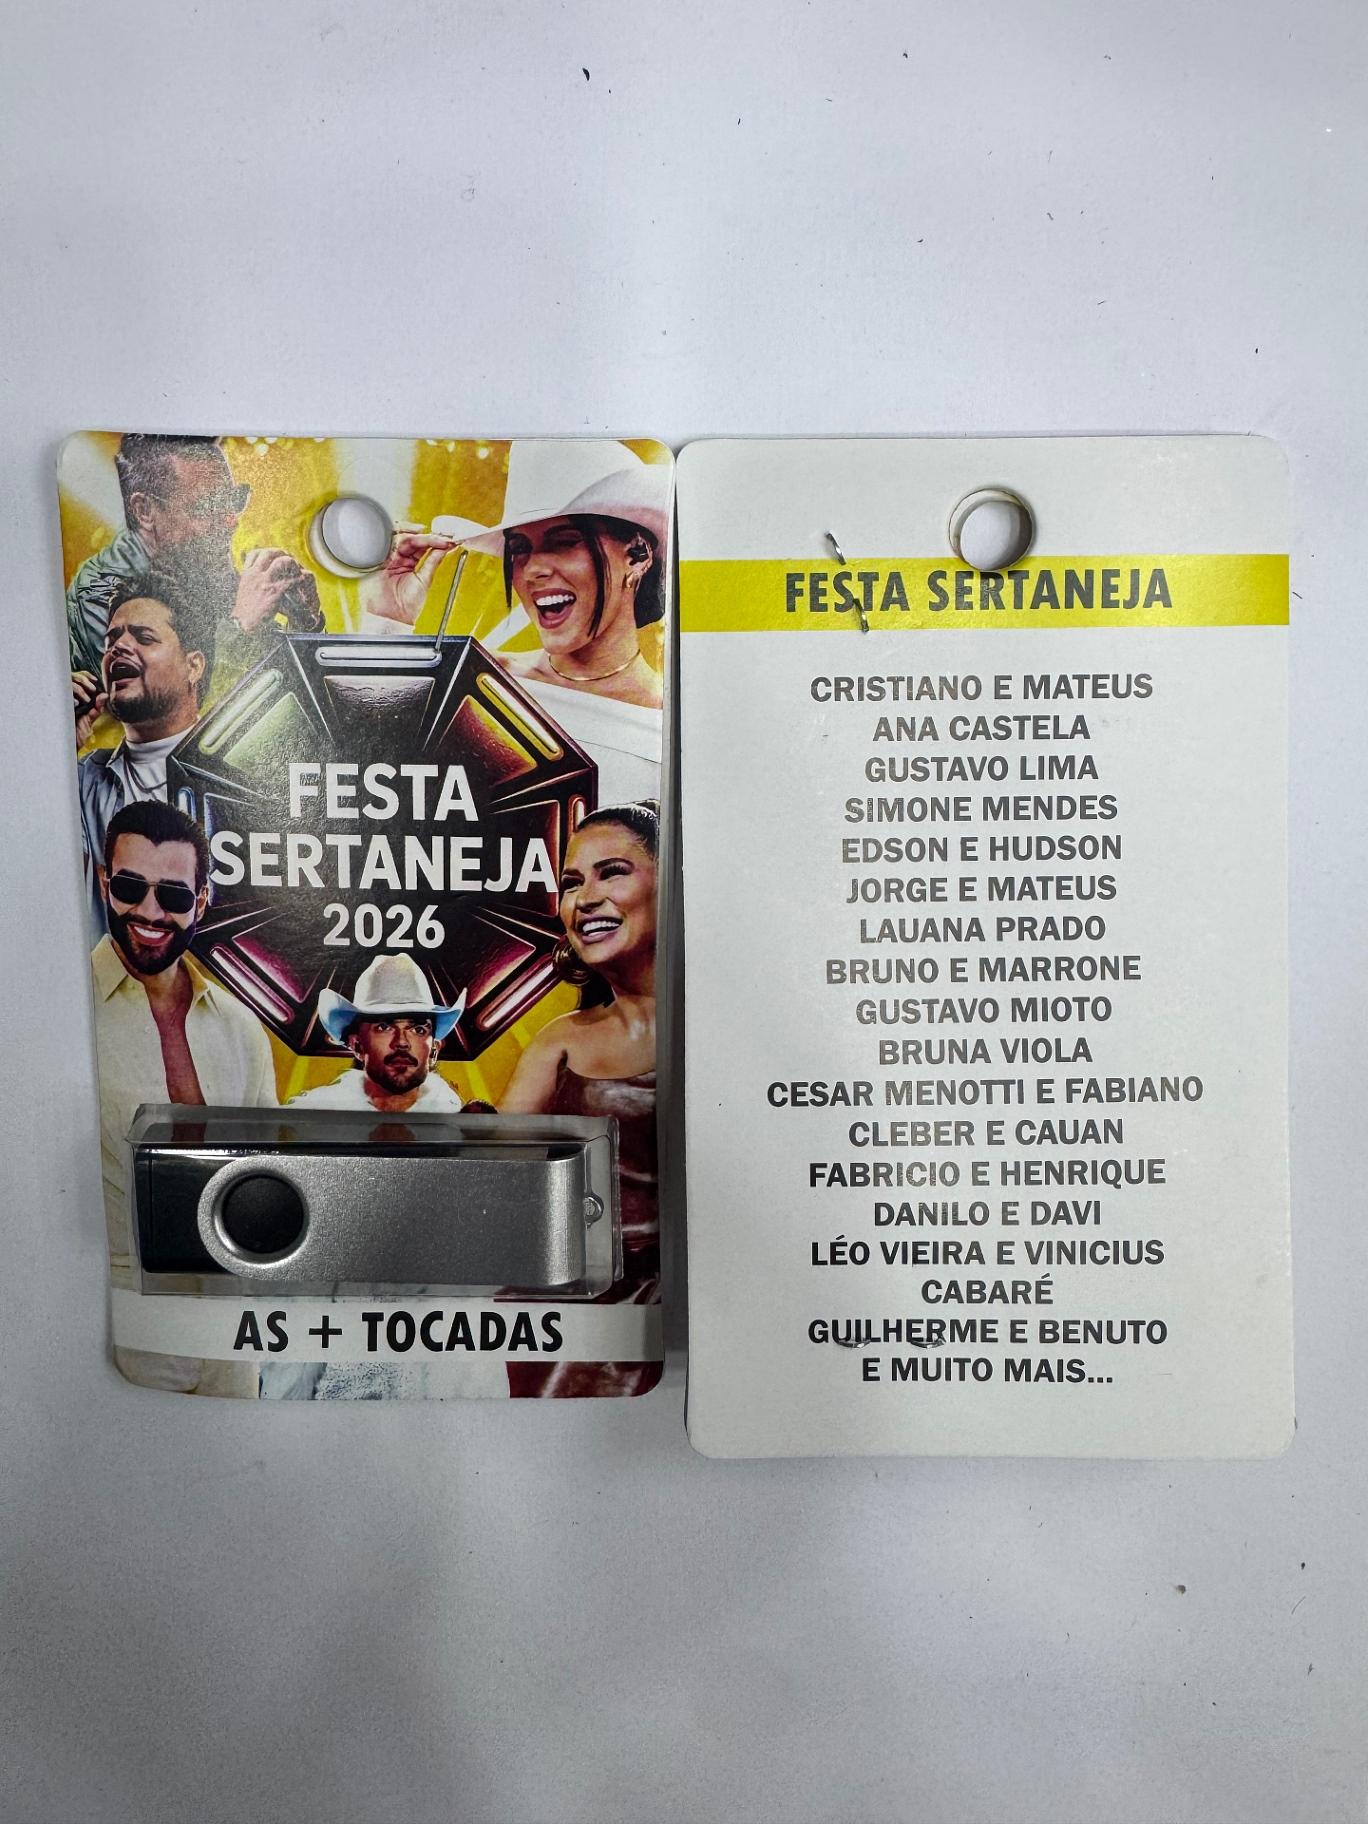 FESTA
SERTANEJA
2026
AS + TOCADAS
FESTA SERTANEJA
CRISTIANO E MATEUS
ANA CASTELA
GUSTAVO LIMA
SIMONE MENDES
EDSON E HUDSON
JORGE E MATEUS
LAUANA PRADO
BRUNO E MARRONE
GUSTAVO MIOTO
BRUNA VIOLA
CESAR MENOTTI E FABIANO
CLEBER E CAUAN
FABRICIO E HENRIQUE
DANILO E DAVI
LÉO VIEIRA E VINICIUS
CABARÉ
GUILHERME E BENUTO
E MUITO MAIS...